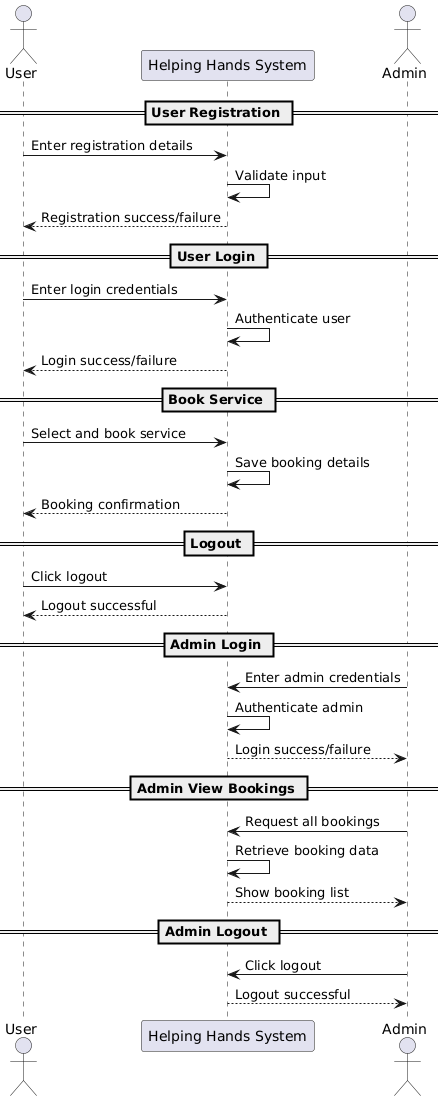 User
Helping Hands System
Admin
User Registration
Enter registration details
Validate input
Registration success/failure
User Login
Enter login credentials
Authenticate user
Login success/failure
Book Service
Select and book service
Save booking details
Booking confirmation
Logout
Click logout
Logout successful
Admin Login
Enter admin credentials
Authenticate admin
Login success/failure
Admin View Bookings
Request all bookings
Retrieve booking data
Show booking list
Admin Logout
Click logout
Logout successful
User
Helping Hands System
Admin